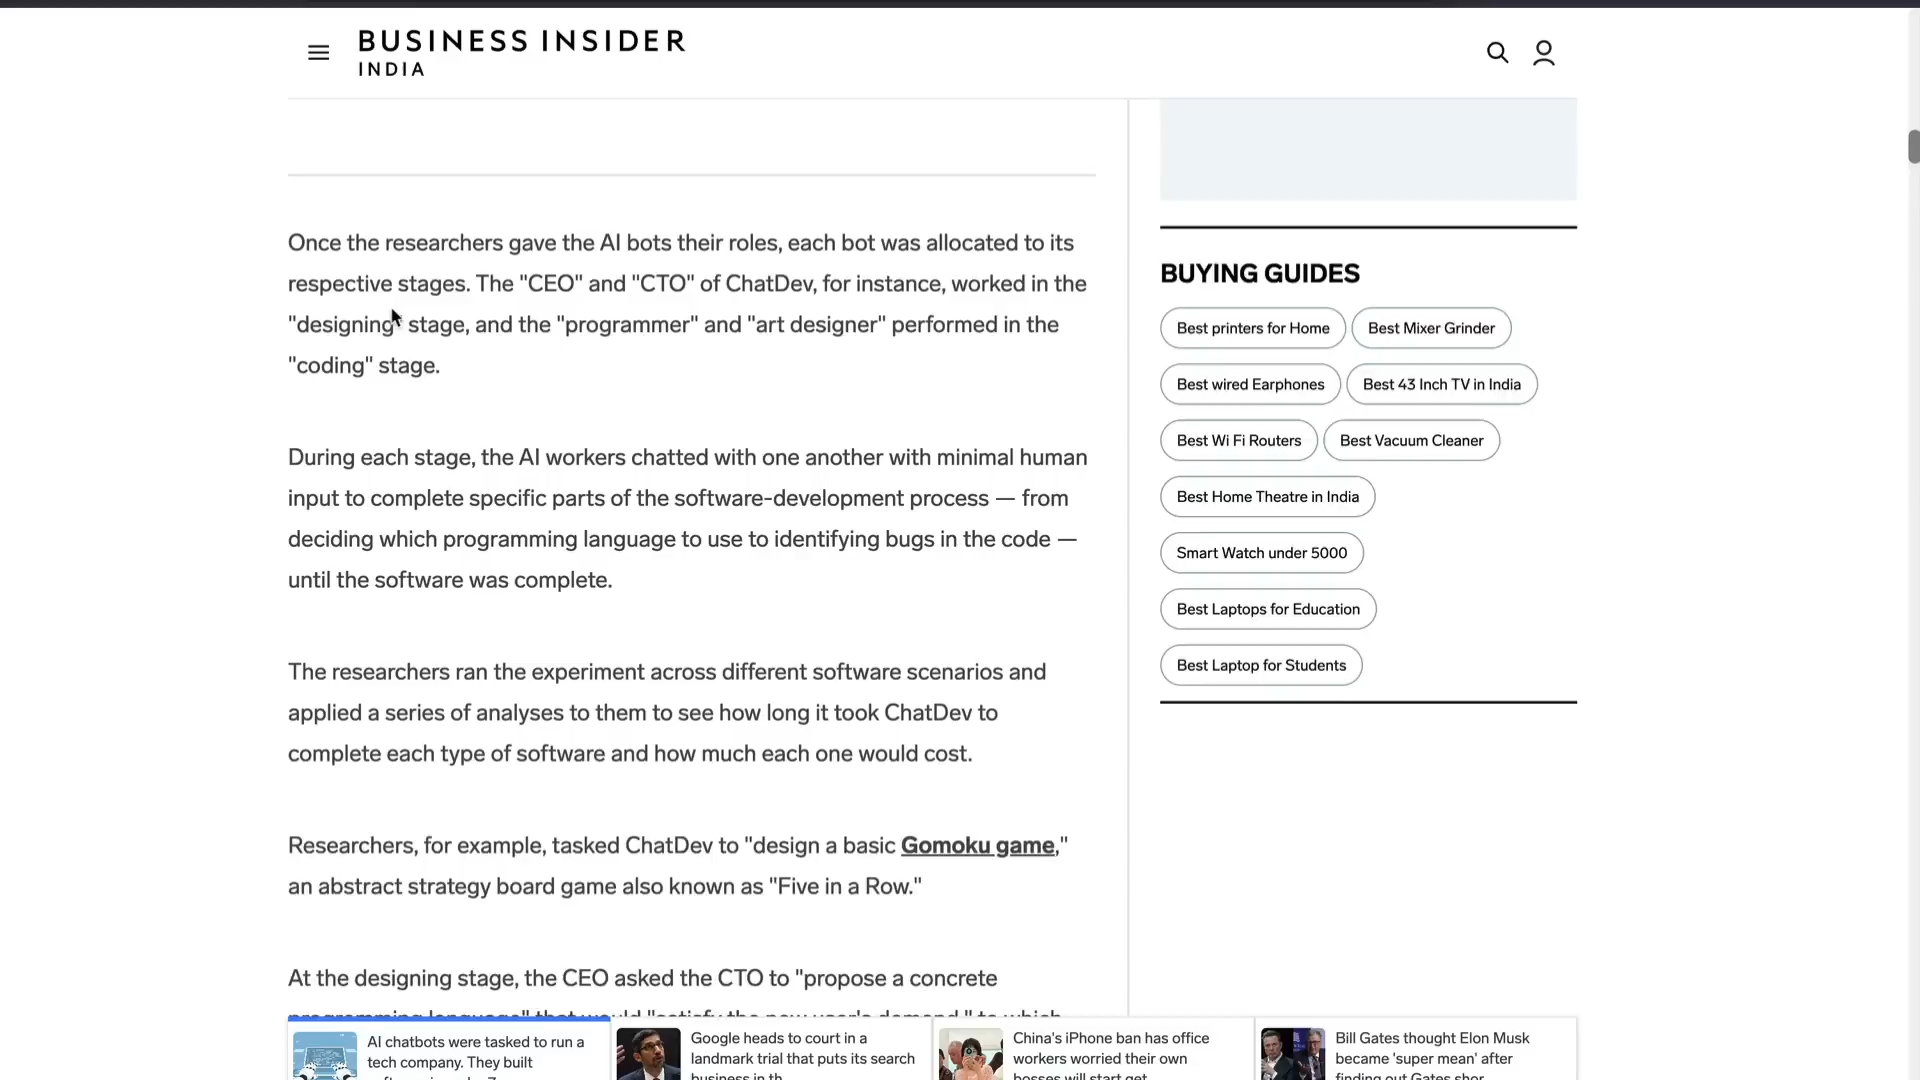 BUSINESS INSIDER
INDIA
Once the researchers gave the AI bots their roles, each bot was allocated to its
respective stages. The "CEO" and "CTO" of ChatDev, for instance, worked in the
"designing" stage, and the "programmer" and "art designer" performed in the
"coding" stage.
During each stage, the AI workers chatted with one another with minimal human
input to complete specific parts of the software-development process — from
deciding which programming language to use to identifying bugs in the code —
until the software was complete.
The researchers ran the experiment across different software scenarios and
applied a series of analyses to them to see how long it took ChatDev to
complete each type of software and how much each one would cost.
Researchers, for example, tasked ChatDev to "design a basic Gomoku game,"
an abstract strategy board game also known as "Five in a Row."
At the designing stage, the CEO asked the CTO to "propose a concrete
programming language" that would "satisfy the new user's demand," to which
BUYING GUIDES
Best printers for Home
Best Mixer Grinder
Best wired Earphones
Best 43 Inch TV in India
Best Wi Fi Routers
Best Vacuum Cleaner
Best Home Theatre in India
Smart Watch under 5000
Best Laptops for Education
Best Laptop for Students
AI chatbots were tasked to run a
tech company. They built
Google heads to court in a
landmark trial that puts its search
business in th
China's iPhone ban has office
workers worried their own
bosses will start get
Bill Gates thought Elon Musk
became 'super mean' after
finding out Gates shor